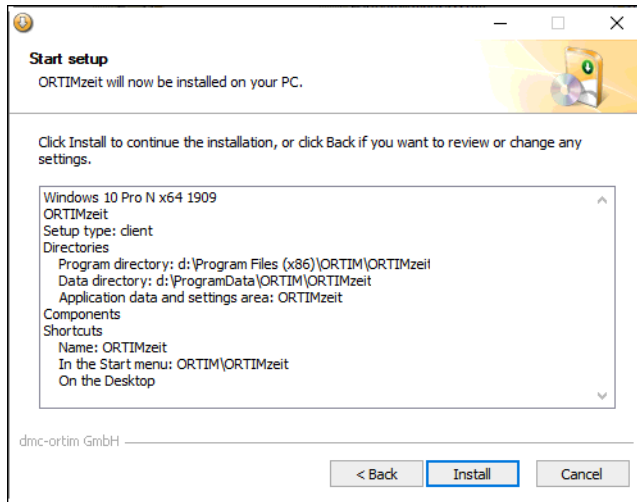 Start setup
ORTIMzeit will now be installed on your PC.
Click Install to continue the installation, or click Back if you want to review or change any
settings.
Windows 10 Pro N x64 1909
ORTIMzeit
Setup type: client
Directories
Program directory: d:\Program Files (x86)\ORTIM\ORTIMzeit
Data directory: d:\ProgramData\ORTIM\ORTIMzeit
Application data and settings area: ORTIMzeit
Components
Shortcuts
Name: ORTIMzeit
In the Start menu: ORTIM\ORTIMzeit
On the Desktop
dmc-ortim GmbH
< Back Install Cancel